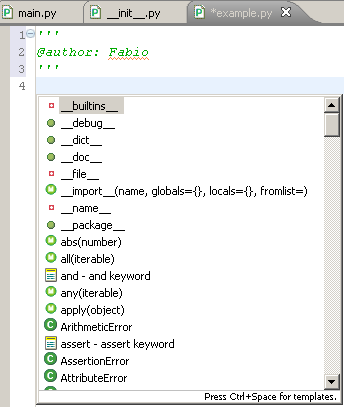 main.py __init__.py *example.py
1 '''
2 @author: Fabio
3 '''
4
__builtins__
__debug__
__dict__
__doc__
__file__
__import__(name, globals={}, locals={}, fromlist=)
__name__
__package__
abs(number)
all(iterable)
and - and keyword
any(iterable)
apply(object)
ArithmeticError
assert - assert keyword
AssertionError
AttributeError
Press Ctrl+Space for templates.